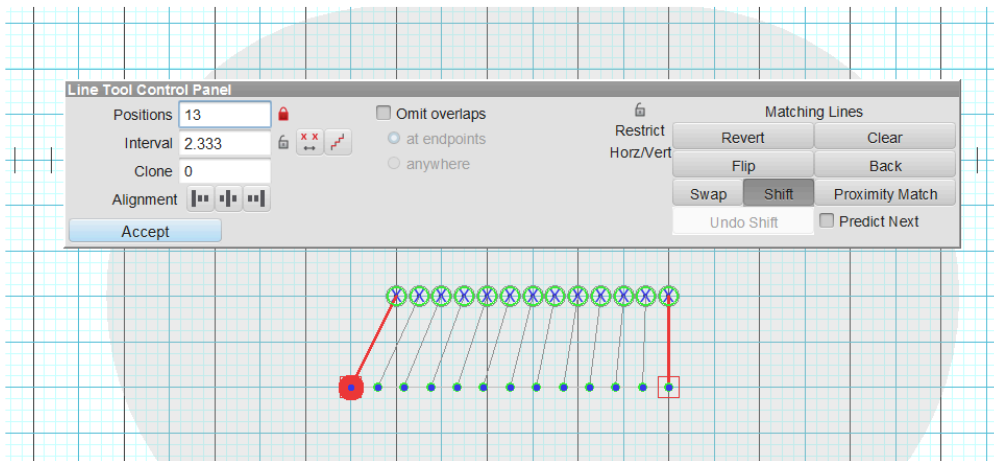 Line Tool Control Panel
Positions 13
Interval 2.333
X X
Clone 0
Alignment
Accept
Omit overlaps
at endpoints
anywhere
Restrict
Horz/Vert
Matching Lines
Revert Clear
Flip Back
Swap Shift Proximity Match
Undo Shift Predict Next
X X X X X X X X X X X X X